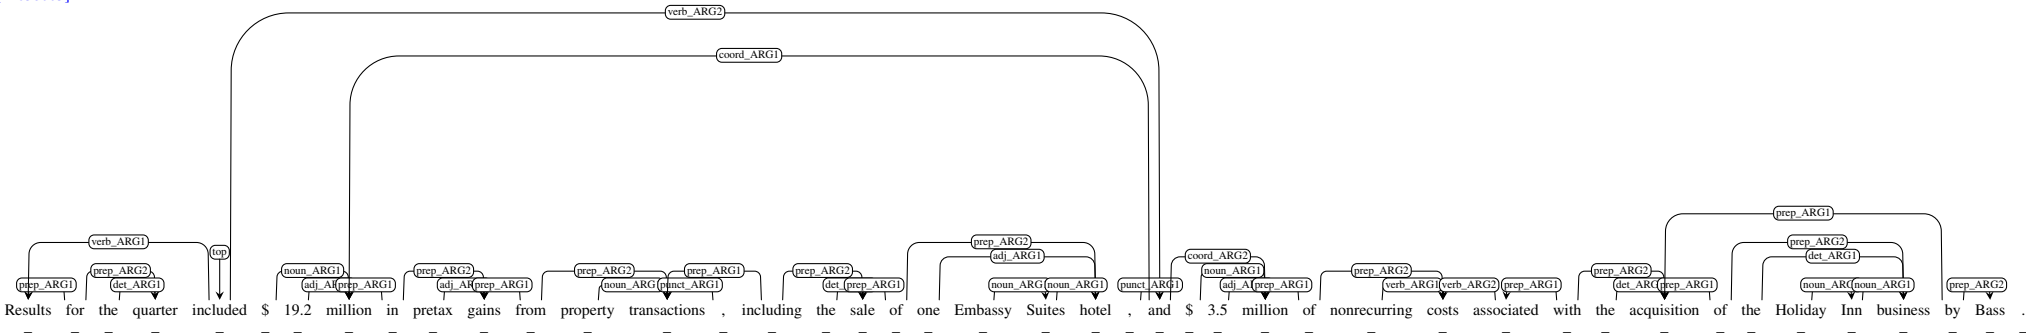 verb_ARG2
coord_ARG1
prep_ARG1
verb_ARG1 prep_ARG2 prep_ARG2
top adj_ARG1 coord_ARG2 det_ARG1
prep_ARG2 noun_ARG1 prep_ARG2 prep_ARG2 prep_ARG1 prep_ARG2 noun_ARG1 prep_ARG2 prep_ARG2
prep_ARG1 det_ARG1 prep_ARG1 prep_ARG1 punct_ARG1 prep_ARG1 noun_ARG1 punct_ARG1 prep_ARG1 verb_ARG1 verb_ARG2 prep_ARG1 prep_ARG1 noun_ARG1 prep_ARG2
Results for the quarter included $ 19.2 million in pretax gains from property transactions , including the sale of one Embassy Suites hotel , and $ 3.5 million of nonrecurring costs associated with the acquisition of the Holiday Inn business by Bass .